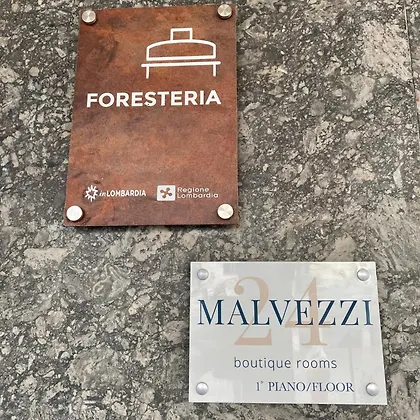 FORESTERIA
inLOMBARDIA
Regione
Lombardia
24
MALVEZZI
boutique rooms
1° PIANO/FLOOR